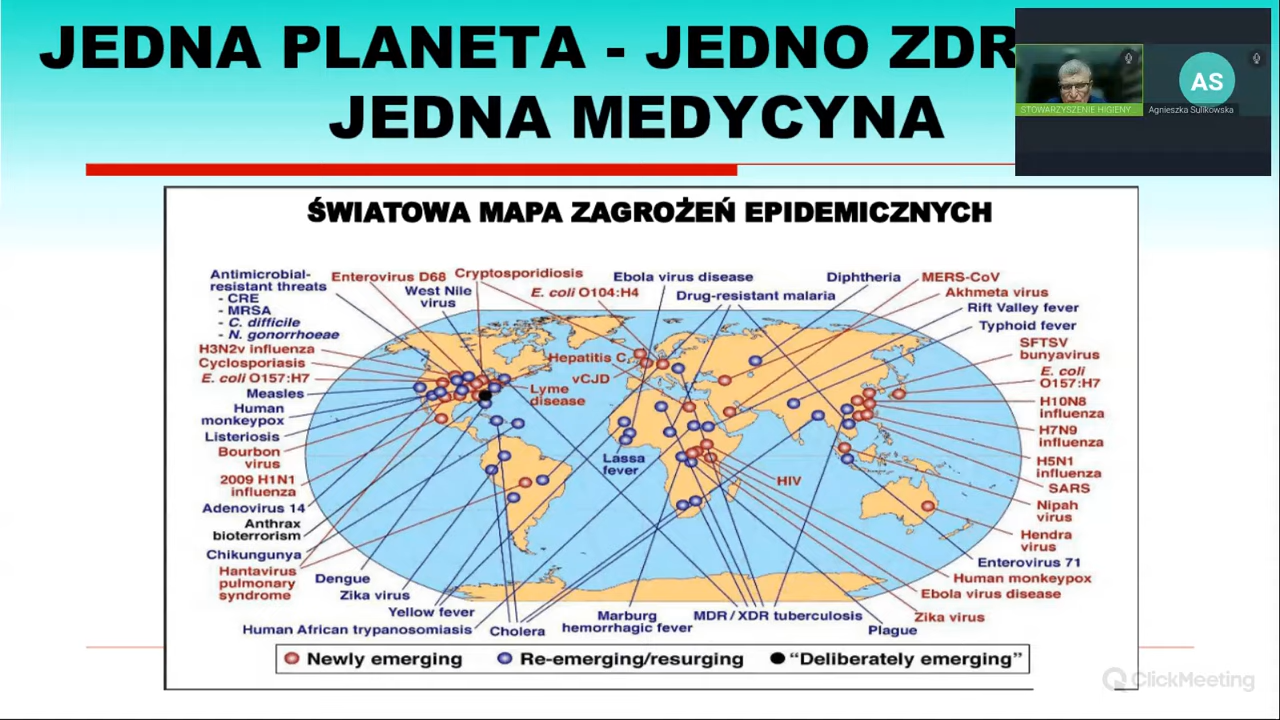 JEDNA PLANETA - JEDNO ZDR
JEDNA MEDYCYNA
STOWARZYSZENIE HIGIENY
AS
Agnieszka Sulikowska
ŚWIATOWA MAPA ZAGROŻEŃ EPIDEMICZNYCH
Antimicrobial-
resistant threats
- CRE
- MRSA
- C. difficile
- N. gonorrhoeae
Enterovirus D68
Cryptosporidiosis
West Nile
virus
E. coli O104:H4
Ebola virus disease
Drug-resistant malaria
Diphtheria
MERS-CoV
Akhmeta virus
Rift Valley fever
Typhoid fever
SFTSV
bunyavirus
E. coli
O157:H7
H10N8
influenza
H7N9
influenza
H5N1
influenza
SARS
Nipah
virus
Hendra
virus
Enterovirus 71
Human monkeypox
Ebola virus disease
Zika virus
Plague
H3N2v influenza
Cyclosporiasis
E. coli O157:H7
Measles
Human
monkeypox
Listeriosis
Bourbon
virus
2009 H1N1
influenza
Adenovirus 14
Anthrax
bioterrorism
Chikungunya
Hantavirus
pulmonary
syndrome
Dengue
Zika virus
Yellow fever
Human African trypanosomiasis
Cholera
Marburg
hemorrhagic fever
MDR / XDR tuberculosis
Hepatitis C
vCJD
Lyme
disease
Lassa
fever
HIV
Newly emerging
Re-emerging/resurging
“Deliberately emerging”
ClickMeeting